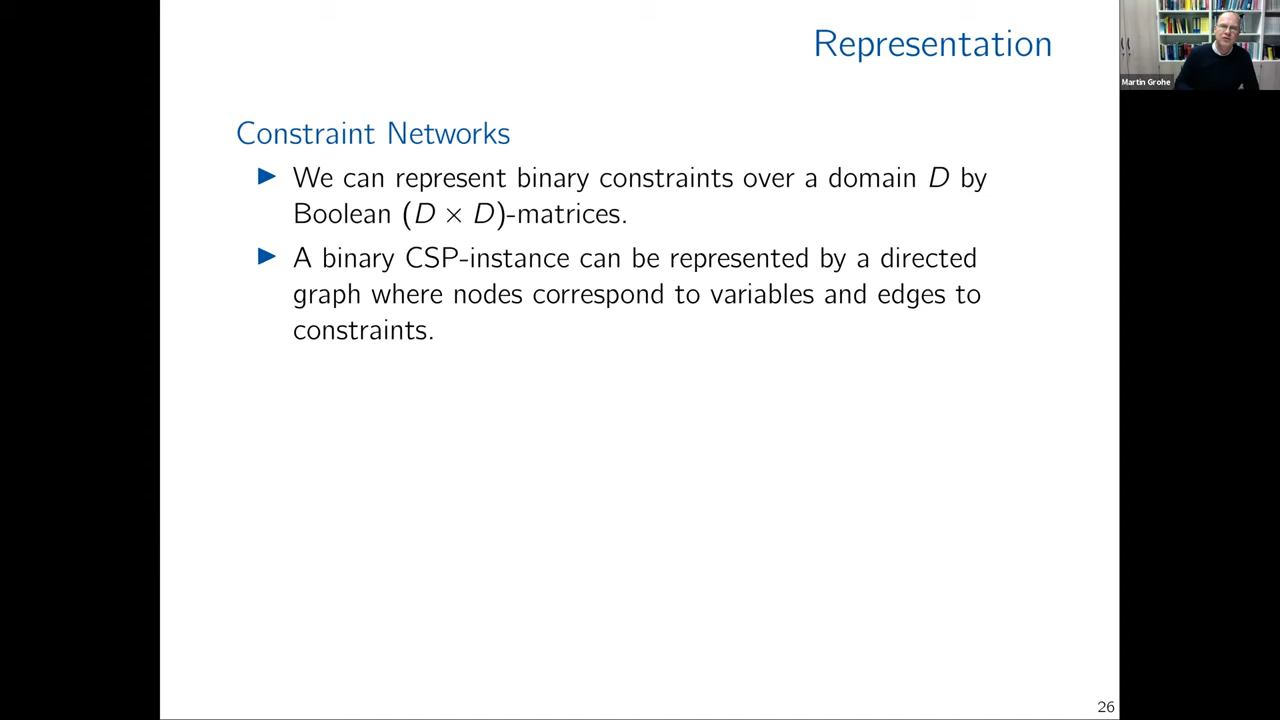 Representation
Martin Grohe
Constraint Networks
▶ We can represent binary constraints over a domain D by
Boolean (D × D)-matrices.
▶ A binary CSP-instance can be represented by a directed
graph where nodes correspond to variables and edges to
constraints.
26